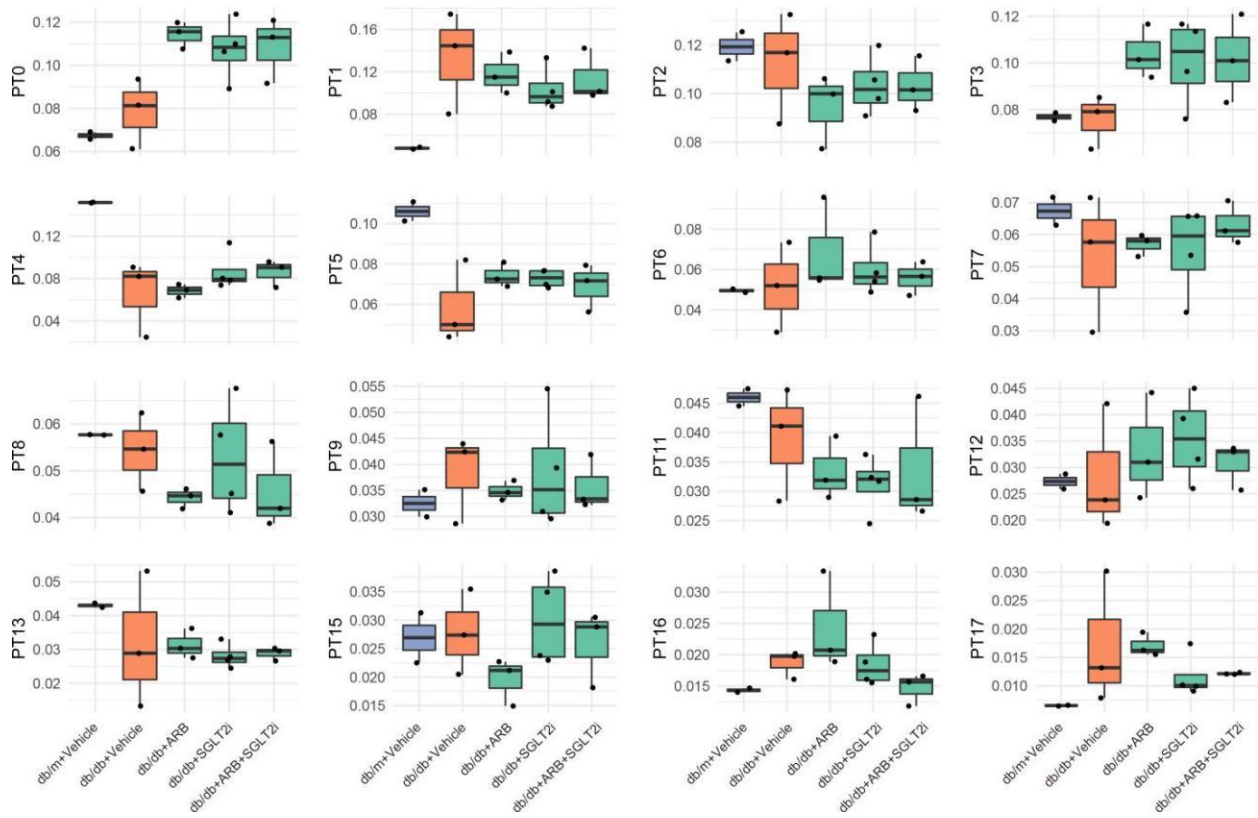 PT0
0.12
0.10
0.08
0.06
PT1
0.16
0.12
0.08
PT2
0.12
0.10
0.08
PT3
0.12
0.10
0.08
PT4
0.12
0.08
0.04
PT5
0.10
0.08
0.06
PT6
0.08
0.06
0.04
PT7
0.07
0.06
0.05
0.04
0.03
PT8
0.06
0.05
0.04
PT9
0.055
0.050
0.045
0.040
0.035
0.030
PT11
0.045
0.040
0.035
0.030
0.025
PT12
0.045
0.040
0.035
0.030
0.025
0.020
PT13
0.05
0.04
0.03
0.02
PT15
0.035
0.030
0.025
0.020
0.015
PT16
0.030
0.025
0.020
0.015
PT17
0.030
0.025
0.020
0.015
0.010
db/m+Vehicle
db/db+Vehicle
db/db+ARB
db/db+SGLT2i
db/db+ARB+SGLT2i
db/m+Vehicle
db/db+Vehicle
db/db+ARB
db/db+SGLT2i
db/db+ARB+SGLT2i
db/m+Vehicle
db/db+Vehicle
db/db+ARB
db/db+SGLT2i
db/db+ARB+SGLT2i
db/m+Vehicle
db/db+Vehicle
db/db+ARB
db/db+SGLT2i
db/db+ARB+SGLT2i